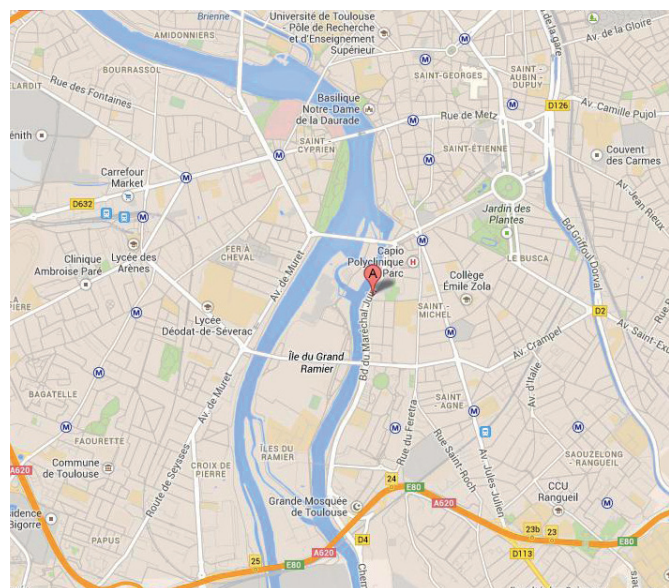 Brienne
Université de Toulouse
- Pôle de Recherche
et d'Enseignement
Supérieur
de la gare
Av. de la Gloire
AMIDONNIERS
BOURRASSOL
SAINT-GEORGES
SAINT-
AUBIN-
DUPUY
Rue des Fontaines
Basilique
Notre-Dame
de la Daurade
Rue de Metz
D126
Av. Camille Pujol
M
SAINT-
CYPRIEN
SAINT-ÉTIENNE
Couvent
des Carmes
Carrefour
Market
D632
Av. Jean Rieux
Jardin des
Plantes
Bd Griffoul Dorval
Lycée des
Arènes
FER À
CHEVAL
Av. de Muret
Capio
Polyclinique
Parc
H
LE BUSCA
Clinique
Ambroise Paré
A
Collège
Émile Zola
Lycée
Déodat-de-Séverac
SAINT-
MICHEL
D2
Bd du Maréchal Juin
Av. Crampel
Île du Grand
Ramier
Av. d'Italie
BAGATELLE
Av. de Muret
SAINT
- AGNE
FAOURETTE
Rue du Feretra
Rue Saint-Roch
Av. Jules Julien
SAOUZELONG
- RANGUEIL
ÎLES DU
RAMIER
CROIX DE
PIERRE
Route de Seysses
A620
Commune
de Toulouse
24
E80
A620
CCU
Rangueil
Grande Mosquée
de Toulouse
Bigorre
PAPUS
D4
23b
23
E80
D113
A620
25
E80